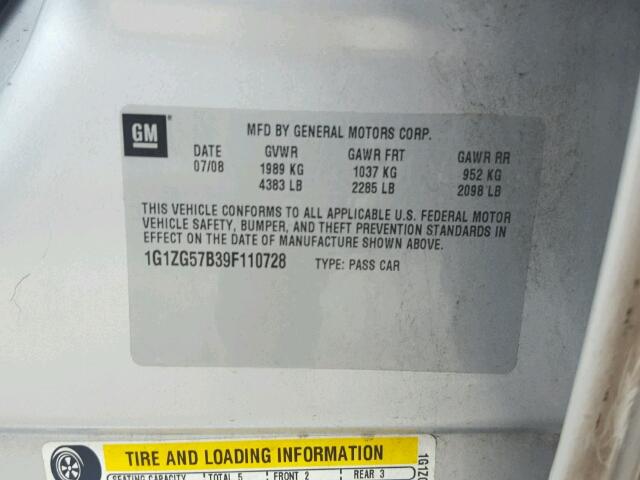 GM
MFD BY GENERAL MOTORS CORP.
DATE GVWR GAWR FRT GAWR RR
07/08 1989 KG 1037 KG 952 KG
4383 LB 2285 LB 2098 LB
THIS VEHICLE CONFORMS TO ALL APPLICABLE U.S. FEDERAL MOTOR
VEHICLE SAFETY, BUMPER, AND THEFT PREVENTION STANDARDS IN
EFFECT ON THE DATE OF MANUFACTURE SHOWN ABOVE.
1G1ZG57B39F110728 TYPE: PASS CAR
TIRE AND LOADING INFORMATION
SEATING CAPACITY TOTAL 5 FRONT 2 REAR 3